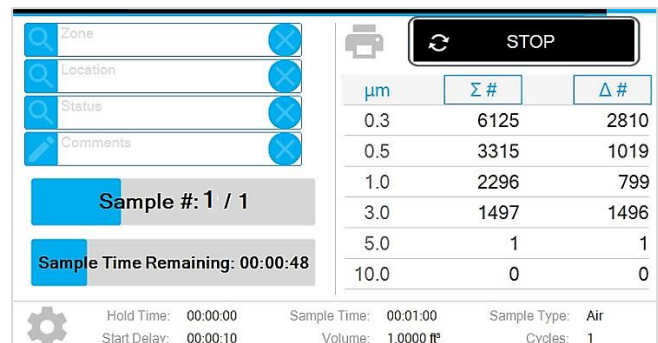 Zone
Location
Status
Comments
Sample #: 1 / 1
Sample Time Remaining: 00:00:48
STOP
µm Σ # Δ #
0.3 6125 2810
0.5 3315 1019
1.0 2296 799
3.0 1497 1496
5.0 1 1
10.0 0 0
Hold Time: 00:00:00 Sample Time: 00:01:00 Sample Type: Air
Start Delay: 00:00:10 Volume: 1.0000 ft³ Cycles: 1